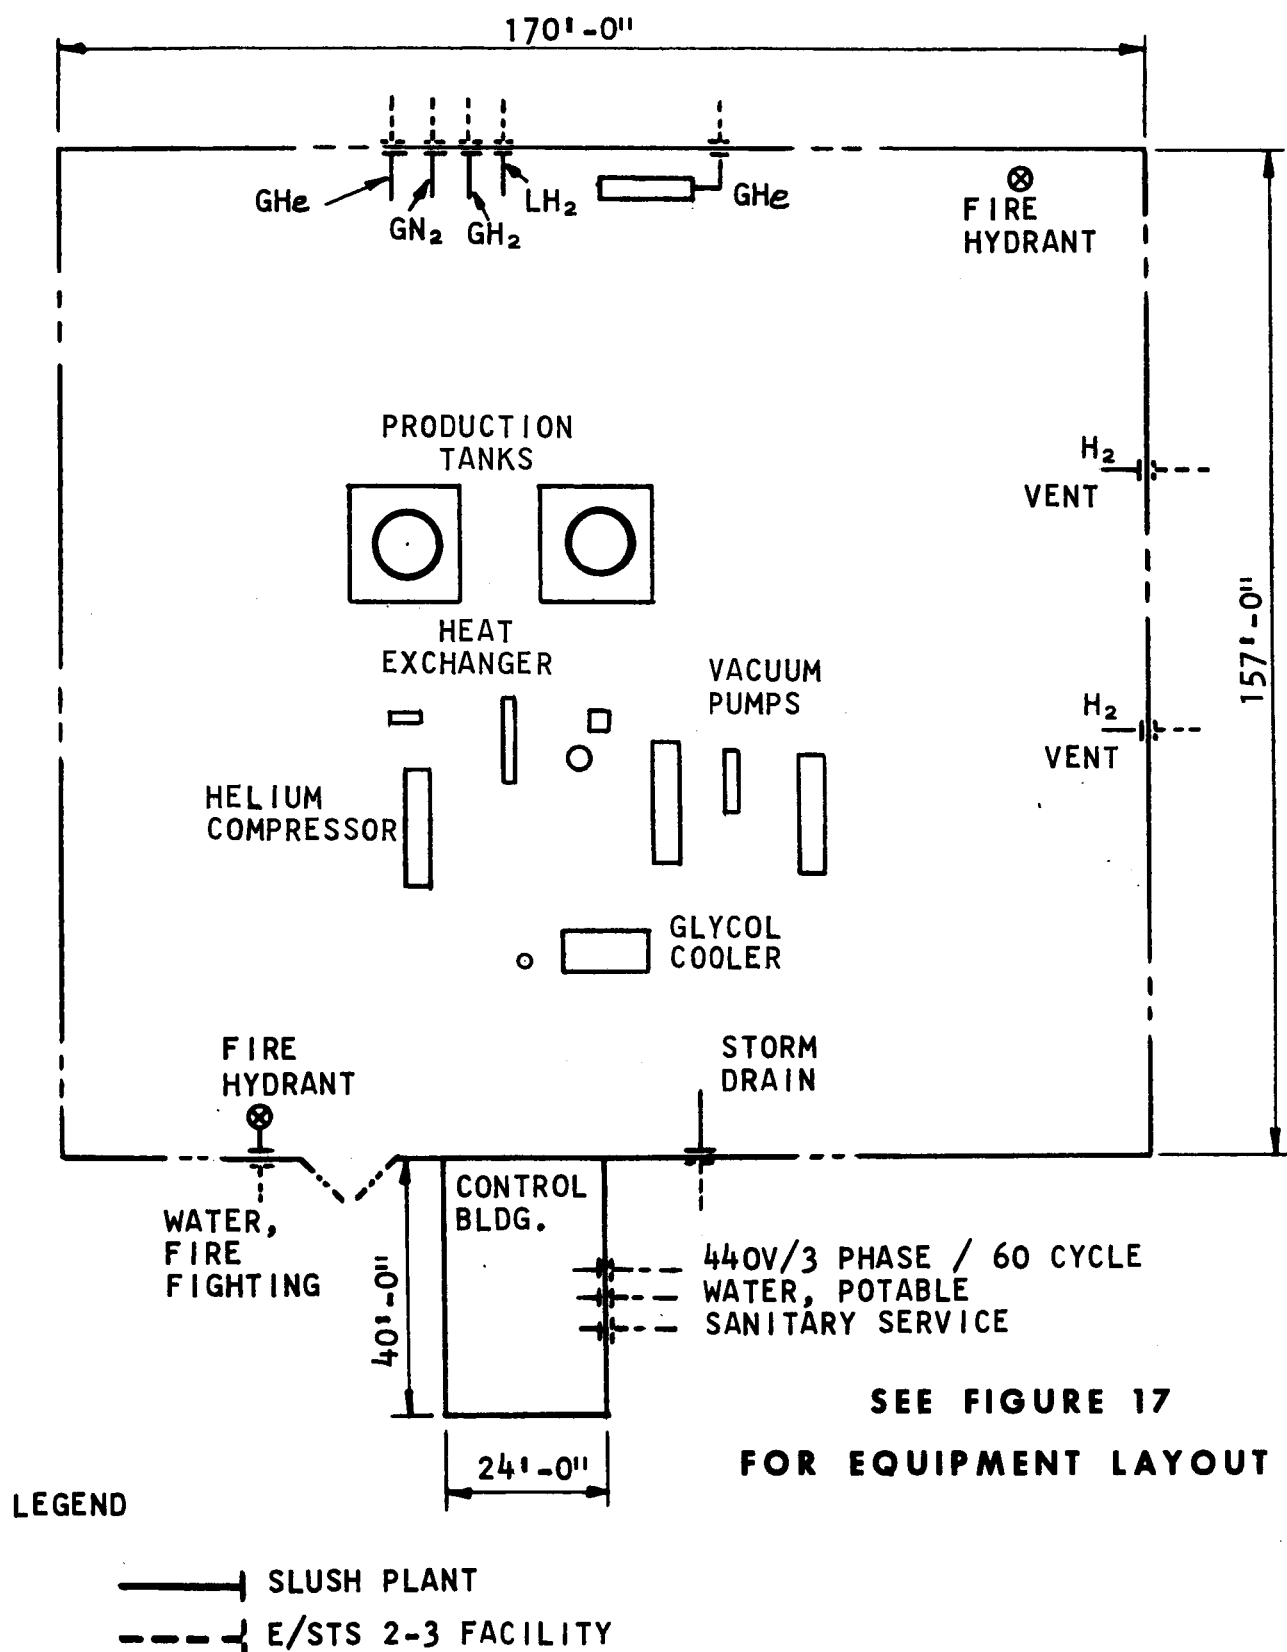 170'-0"
GHe
GN₂
GH₂
LH₂
GHe
FIRE
HYDRANT
PRODUCTION
TANKS
H₂
VENT
157'-0"
HEAT
EXCHANGER
VACUUM
PUMPS
H₂
VENT
HELIUM
COMPRESSOR
GLYCOL
COOLER
FIRE
HYDRANT
STORM
DRAIN
WATER,
FIRE
FIGHTING
CONTROL
BLDG.
40'-0"
440V/3 PHASE / 60 CYCLE
WATER, POTABLE
SANITARY SERVICE
24'-0"
SEE FIGURE 17
FOR EQUIPMENT LAYOUT
LEGEND
SLUSH PLANT
E/STS 2-3 FACILITY